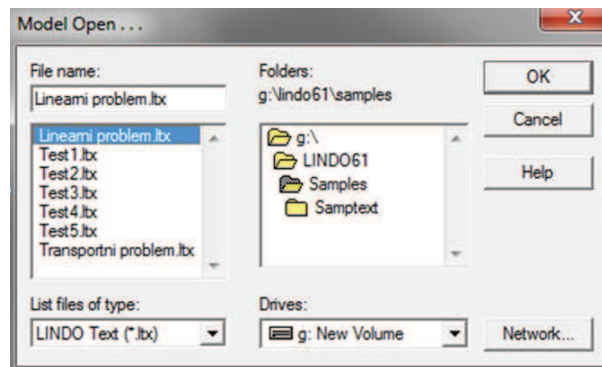 Model Open . . .
File name:
Linearni problem.ltx
Linearni problem.ltx
Test1.ltx
Test2.ltx
Test3.ltx
Test4.ltx
Test5.ltx
Transportni problem.ltx
List files of type:
LINDO Text (*.ltx)
Folders:
g:\lindo61\samples
g:\
LINDO61
Samples
Samptext
Drives:
g: New Volume
OK
Cancel
Help
Network...